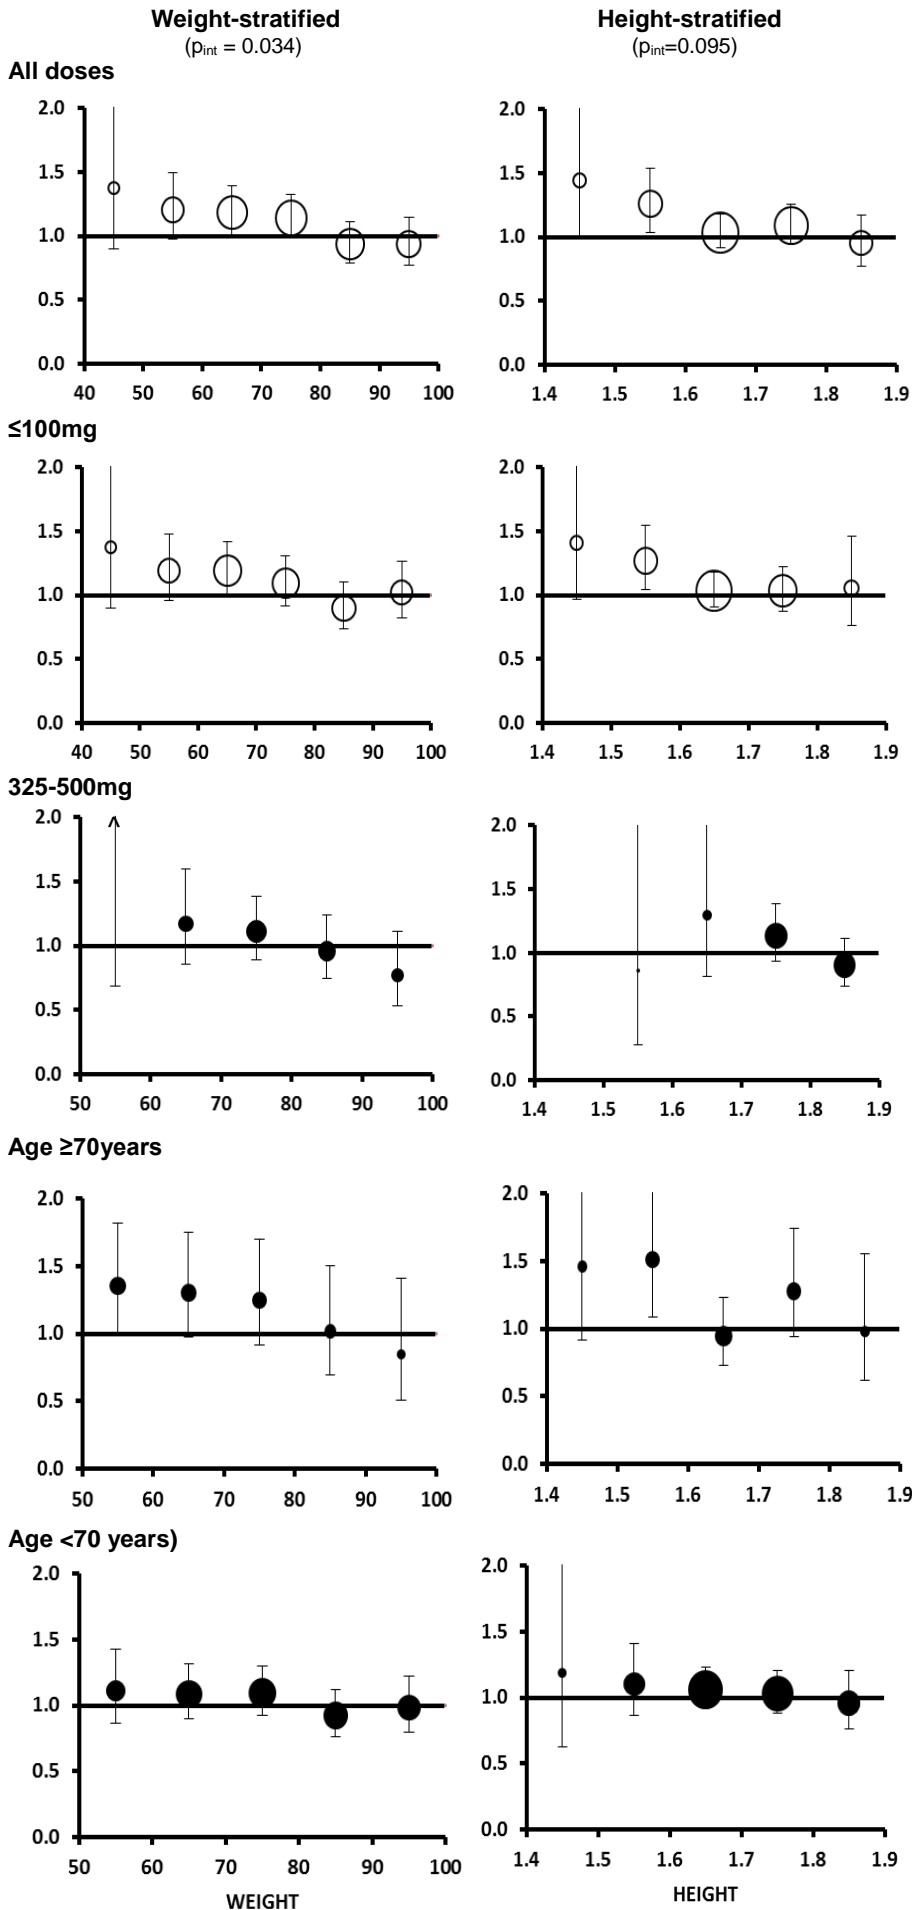 Weight-stratified Height-stratified
(pint = 0.034) (pint=0.095)
All doses
2.0 2.0
1.5 1.5
1.0 1.0
0.5 0.5
0.0 0.0
40 50 60 70 80 90 100 1.4 1.5 1.6 1.7 1.8 1.9
≤100mg
2.0 2.0
1.5 1.5
1.0 1.0
0.5 0.5
0.0 0.0
40 50 60 70 80 90 100 1.4 1.5 1.6 1.7 1.8 1.9
325-500mg
2.0 2.0
1.5 1.5
1.0 1.0
0.5 0.5
0.0 0.0
50 60 70 80 90 100 1.4 1.5 1.6 1.7 1.8 1.9
Age ≥70years
2.0 2.0
1.5 1.5
1.0 1.0
0.5 0.5
0.0 0.0
50 60 70 80 90 100 1.4 1.5 1.6 1.7 1.8 1.9
Age <70 years)
2.0 2.0
1.5 1.5
1.0 1.0
0.5 0.5
0.0 0.0
50 60 70 80 90 100 1.4 1.5 1.6 1.7 1.8 1.9
WEIGHT HEIGHT